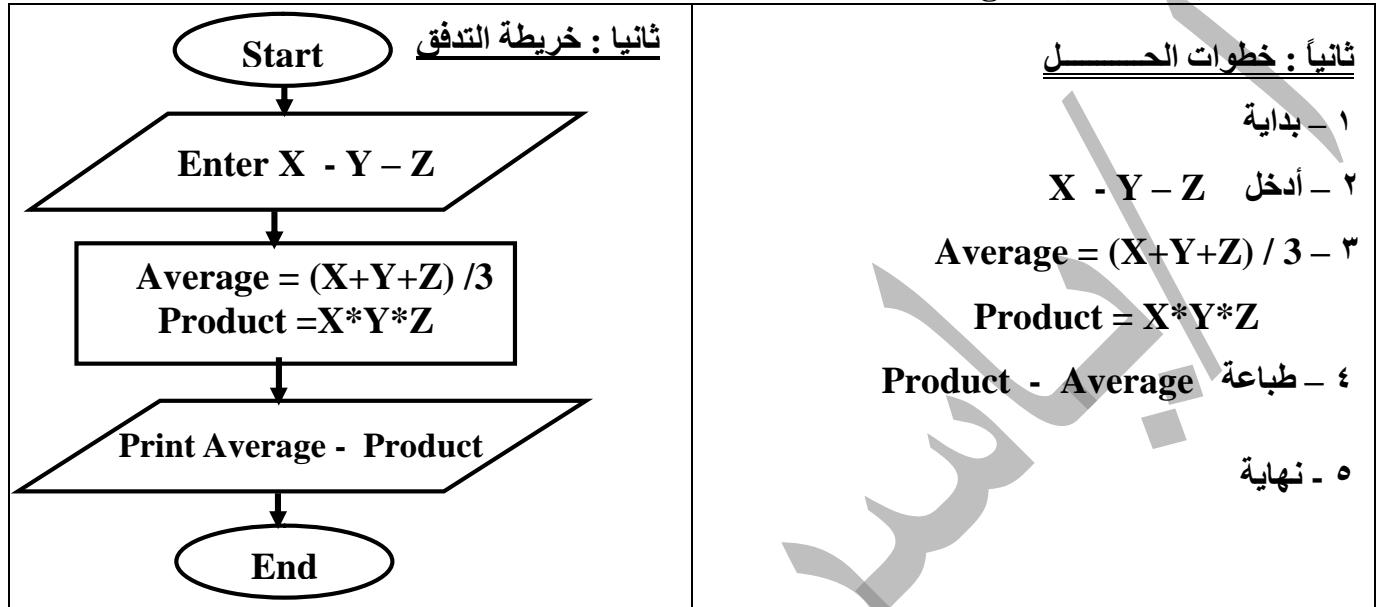 ثانياً : خطوات الحـــــــــــل
١ – بداية
٢ – أدخل X - Y – Z
٣ – Average = (X+Y+Z) / 3
Product = X*Y*Z
٤ – طباعة Product - Average
٥ - نهاية
ثانيا : خريطة التدفق
Start
Enter X - Y – Z
Average = (X+Y+Z) /3
Product =X*Y*Z
Print Average - Product
End